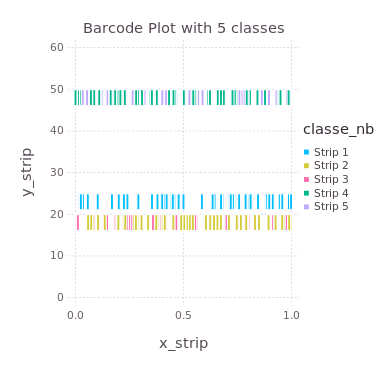 Barcode Plot with 5 classes
60
50
40
30
20
10
0
y_strip
0.0
0.5
1.0
x_strip
classe_nb
Strip 1
Strip 2
Strip 3
Strip 4
Strip 5